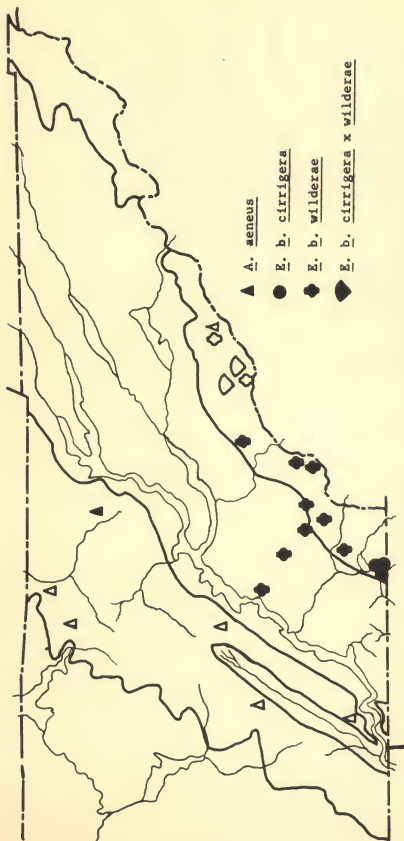 A. aeneus
E. b. cirrigera
E. b. wilderae
E. b. cirrigera x wilderae